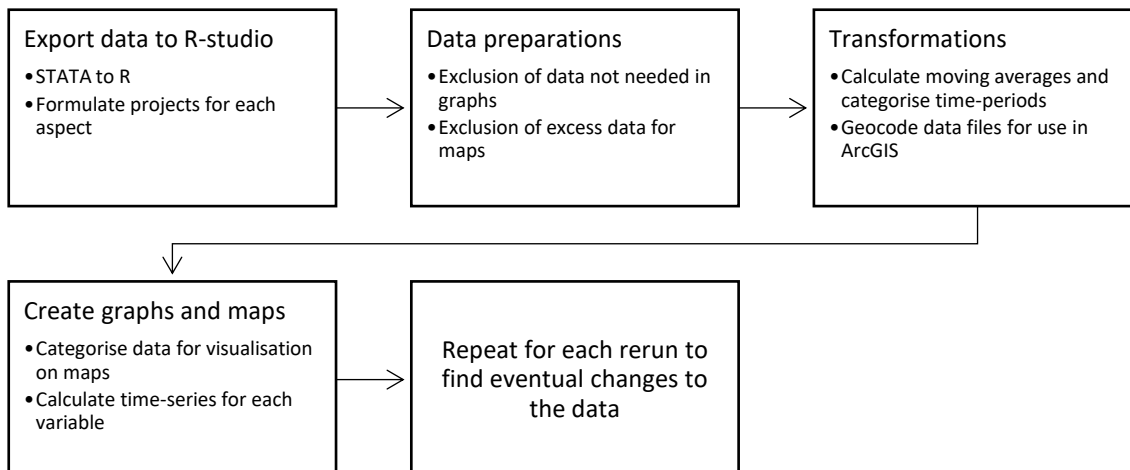 Export data to R-studio
•STATA to R
•Formulate projects for each
aspect
Data preparations
•Exclusion of data not needed in
graphs
•Exclusion of excess data for
maps
Transformations
•Calculate moving averages and
categorise time-periods
•Geocode data files for use in
ArcGIS
Create graphs and maps
•Categorise data for visualisation
on maps
•Calculate time-series for each
variable
Repeat for each rerun to
find eventual changes to
the data